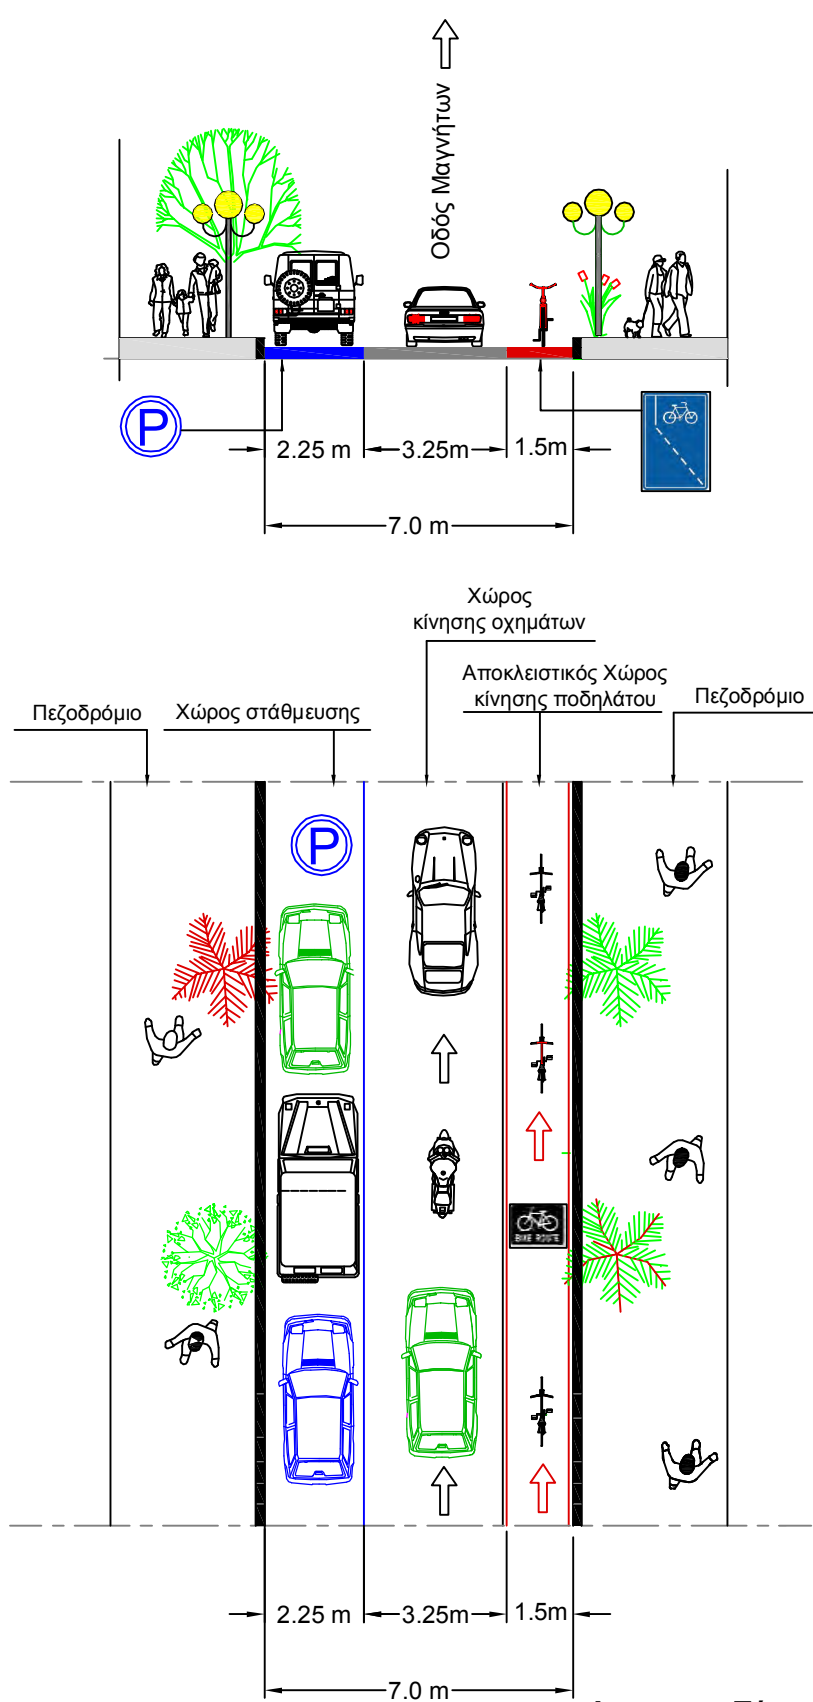 Οδός Μαγνήτων
P
2.25 m
3.25m
1.5m
7.0 m
Χώρος
κίνησης οχημάτων
Αποκλειστικός Χώρος
κίνησης ποδηλάτου
Πεζοδρόμιο
Χώρος στάθμευσης
Πεζοδρόμιο
P
BIKE ROUTE
2.25 m
3.25m
1.5m
7.0 m